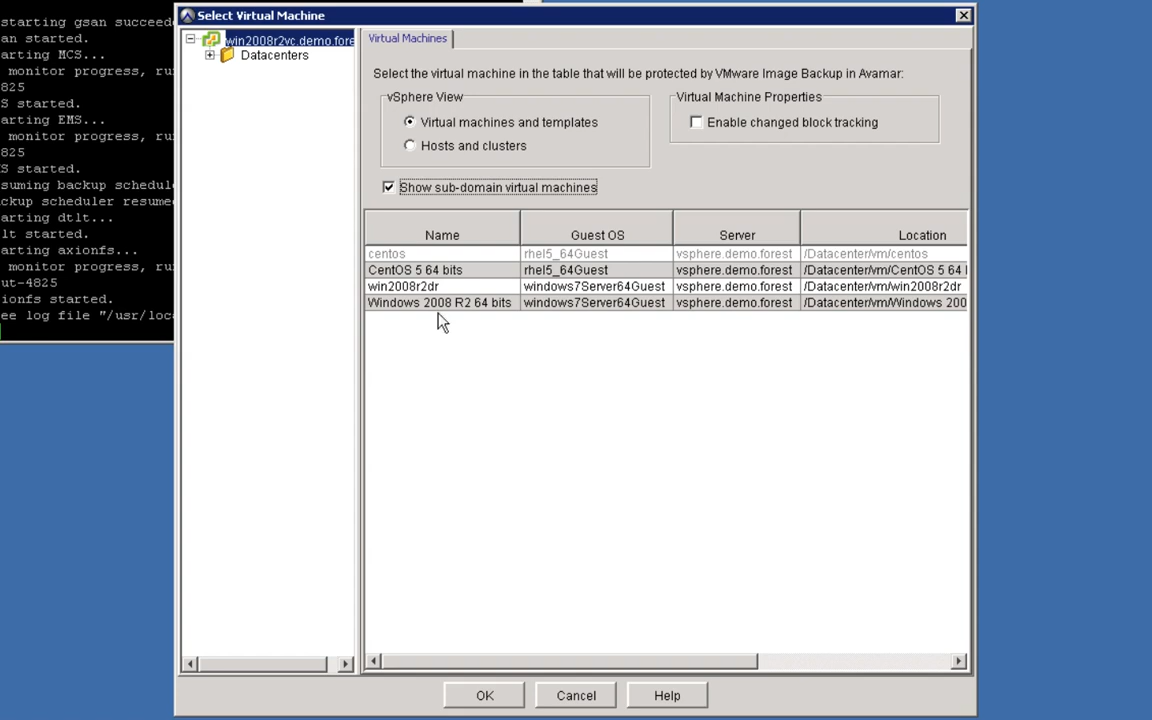 starting gsan succeede
an started.
arting MCS...
monitor progress, ru
825
S started.
arting EMS...
monitor progress, ru
825
S started.
suming backup schedul
ckup scheduler resume
arting dtlt...
lt started.
arting axionfs...
monitor progress, ru
ut-4825
ionfs started.
ee log file "/usr/loc
Select Virtual Machine
win2008r2vc.demo.fore
Datacenters
Virtual Machines
Select the virtual machine in the table that will be protected by VMware Image Backup in Avamar:
vSphere View
Virtual machines and templates
Hosts and clusters
Virtual Machine Properties
Enable changed block tracking
Show sub-domain virtual machines
Name Guest OS Server Location
centos rhel5_64Guest vsphere.demo.forest /Datacenter/vm/centos
CentOS 5 64 bits rhel5_64Guest vsphere.demo.forest /Datacenter/vm/CentOS 5 64
win2008r2dr windows7Server64Guest vsphere.demo.forest /Datacenter/vm/win2008r2dr
Windows 2008 R2 64 bits windows7Server64Guest vsphere.demo.forest /Datacenter/vm/Windows 200
OK Cancel Help